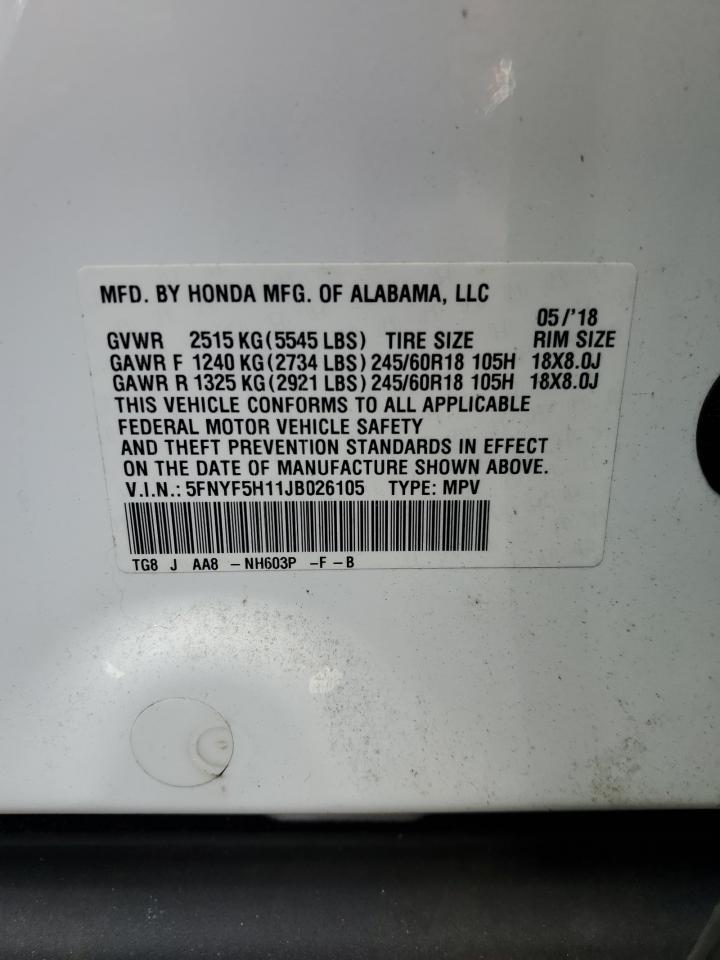 MFD. BY HONDA MFG. OF ALABAMA, LLC
05/'18
GVWR 2515 KG (5545 LBS) TIRE SIZE RIM SIZE
GAWR F 1240 KG (2734 LBS) 245/60R18 105H 18X8.0J
GAWR R 1325 KG (2921 LBS) 245/60R18 105H 18X8.0J
THIS VEHICLE CONFORMS TO ALL APPLICABLE
FEDERAL MOTOR VEHICLE SAFETY
AND THEFT PREVENTION STANDARDS IN EFFECT
ON THE DATE OF MANUFACTURE SHOWN ABOVE.
V.I.N.: 5FNYF5H11JB026105 TYPE: MPV
TG8 J AA8 - NH603P - F - B